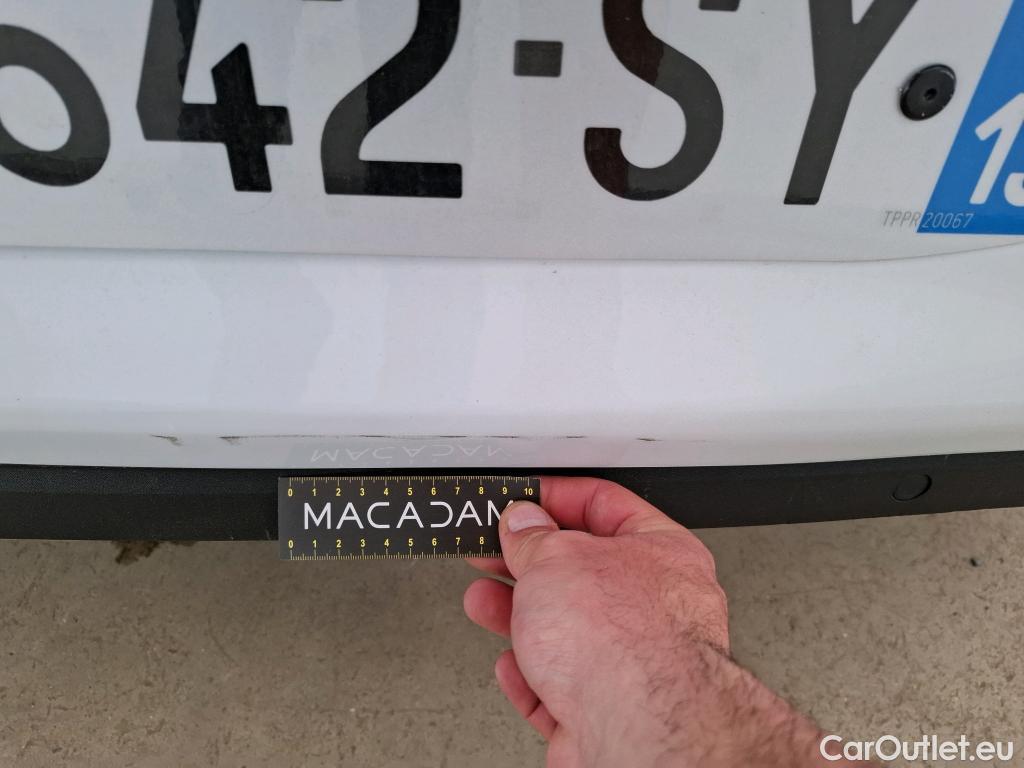 642-SY
13
TPPR 20067
MACADAM
0 1 2 3 4 5 6 7 8 9 10
MACADAM
0 1 2 3 4 5 6 7 8
CarOutlet.eu